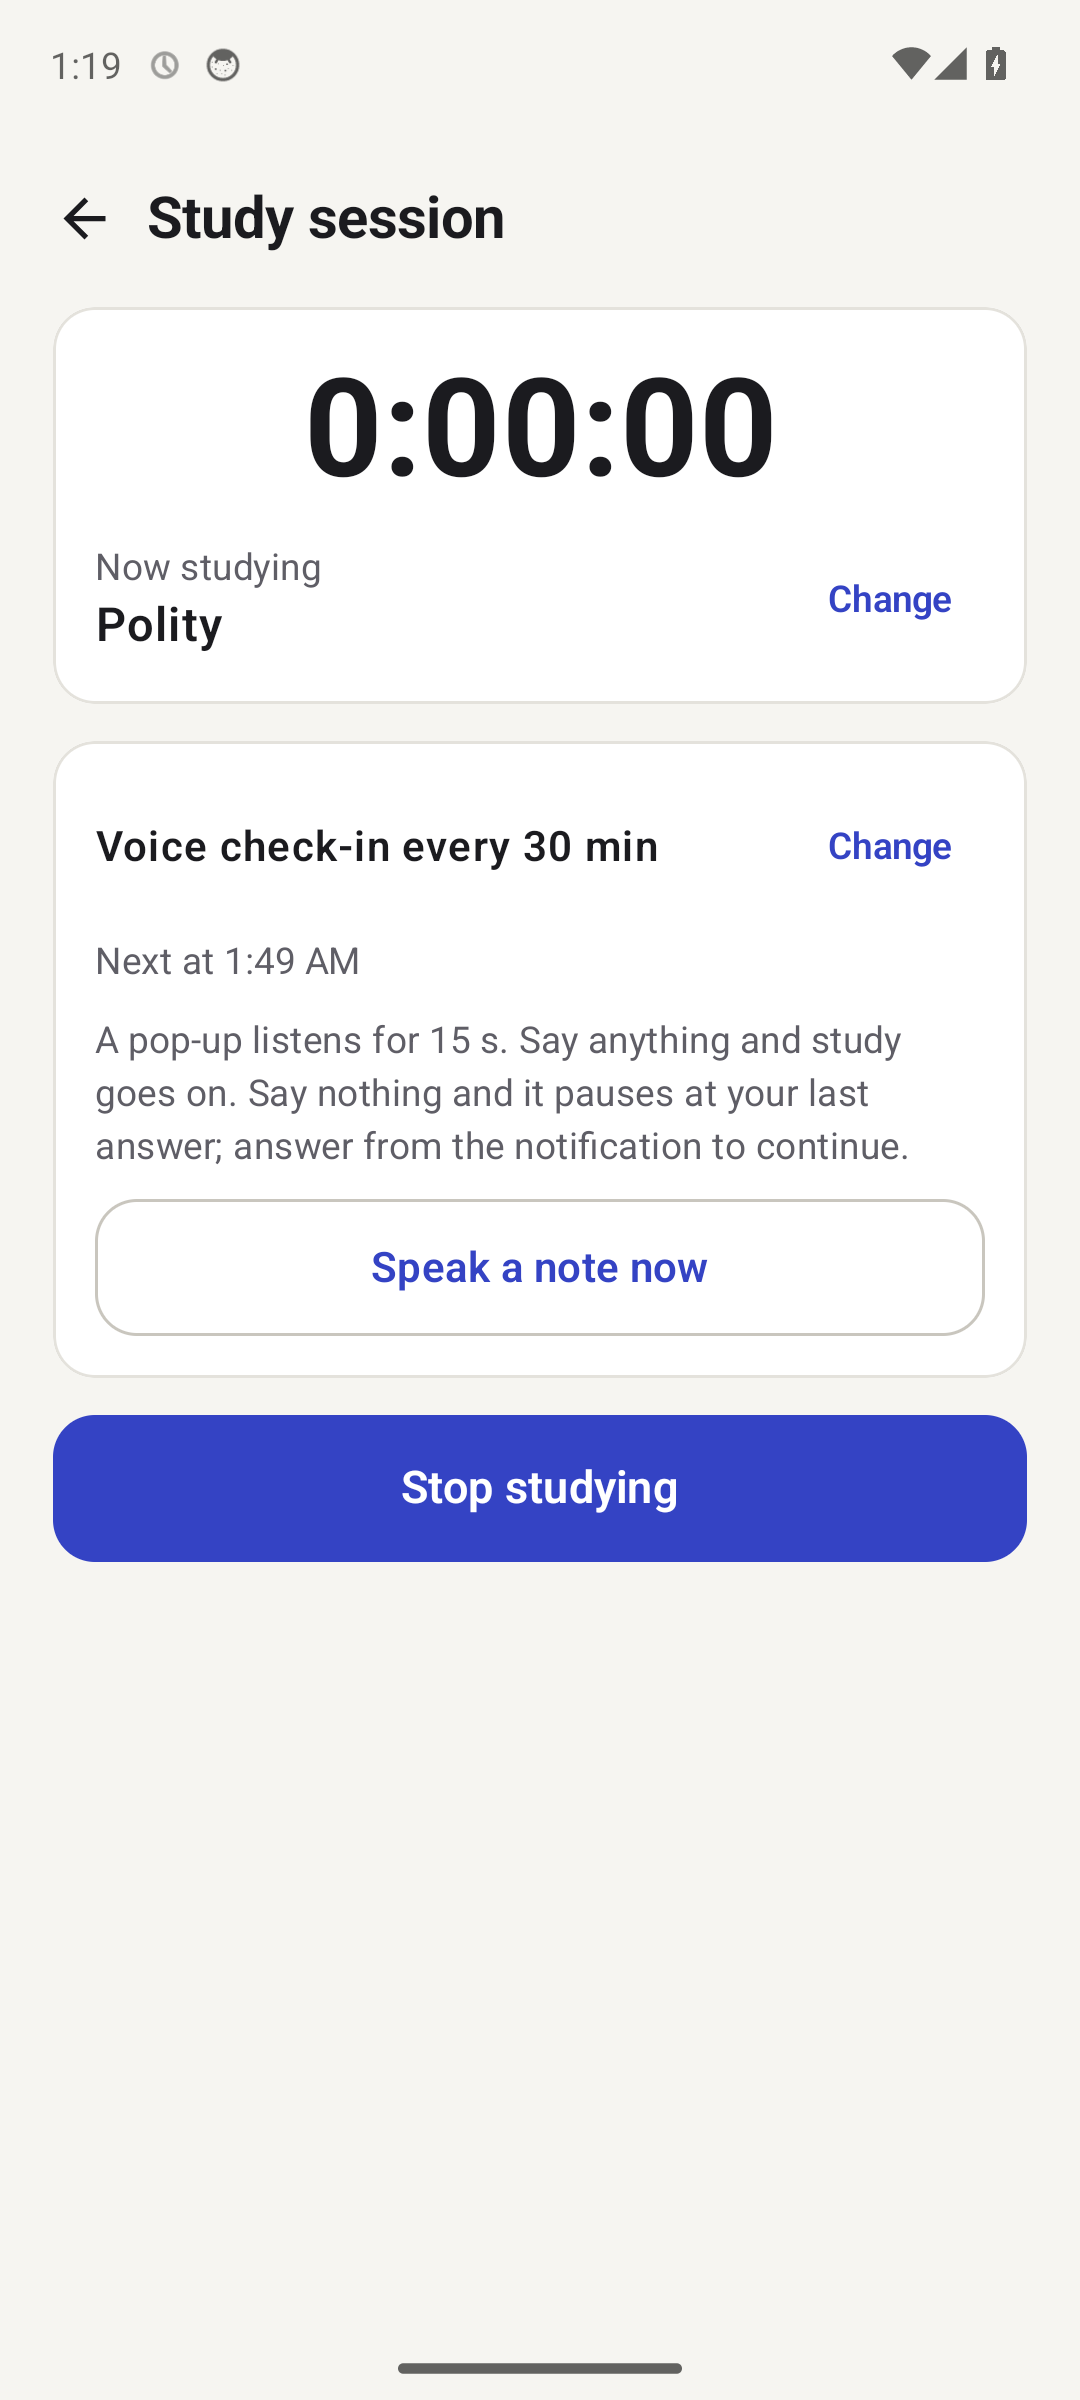 1:19
Study session
0:00:00
Now studying
Polity
Change
Voice check-in every 30 min
Change
Next at 1:49 AM
A pop-up listens for 15 s. Say anything and study
goes on. Say nothing and it pauses at your last
answer; answer from the notification to continue.
Speak a note now
Stop studying